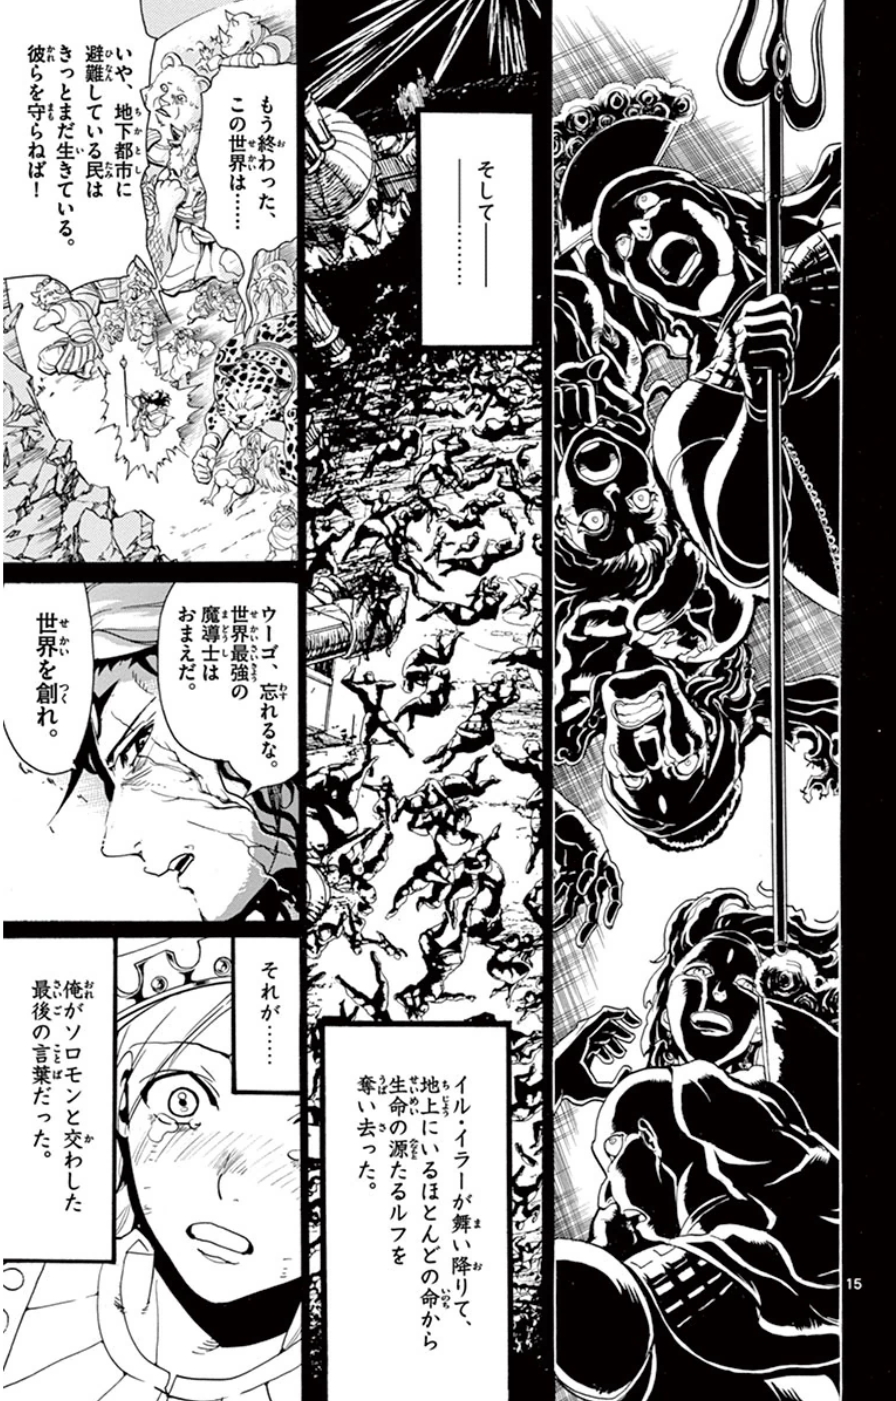 そして――
――………
イル・イラーが舞い降りて、
地上にいるほとんどの命から
生命の源たるルフを
奪い去った。
もう終わった、
この世界は……
いや、地下都市に
避難している民は
きっとまだ生きている。
彼らを守らねば!
ウーゴ、忘れるな。
世界最強の
魔導士は
おまえだ。
世界を創れ。
それが……
俺がソロモンと交わした
最後の言葉だった。
15